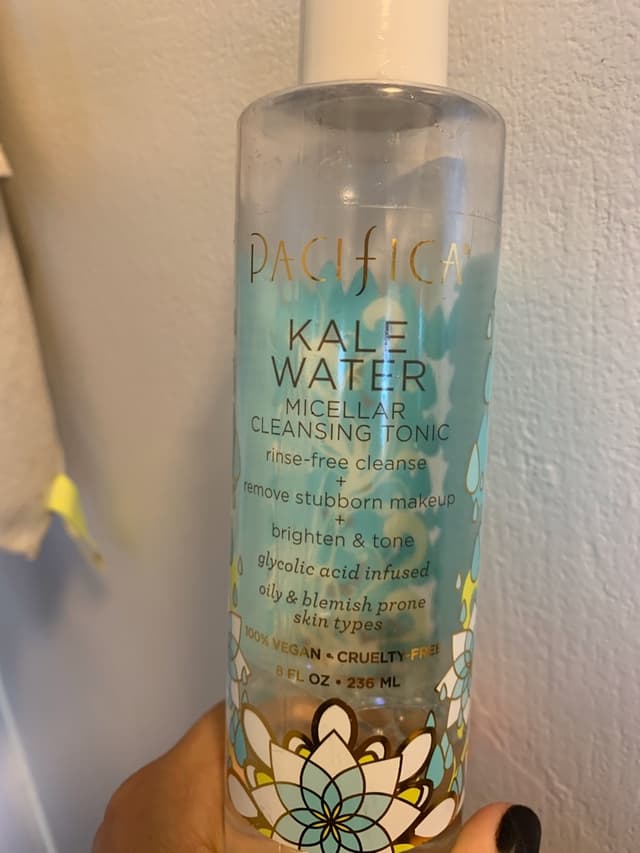 PACIFICA
KALE
WATER
MICELLAR
CLEANSING TONIC
rinse-free cleanse
+
remove stubborn makeup
+
brighten & tone
glycolic acid infused
oily & blemish prone
skin types
100% VEGAN • CRUELTY-FREE
8 FL OZ • 236 ML